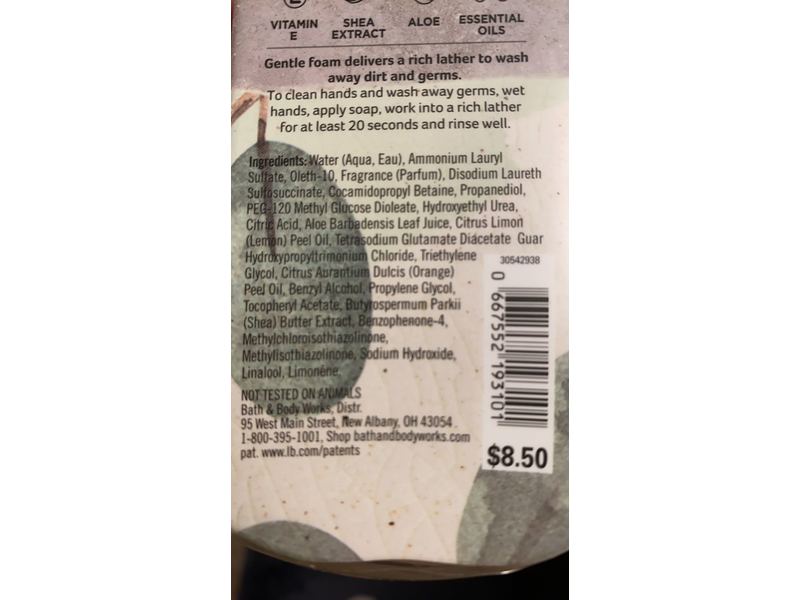 VITAMIN E
SHEA EXTRACT
ALOE
ESSENTIAL OILS
Gentle foam delivers a rich lather to wash
away dirt and germs.
To clean hands and wash away germs, wet
hands, apply soap, work into a rich lather
for at least 20 seconds and rinse well.
Ingredients: Water (Aqua, Eau), Ammonium Lauryl
Sulfate, Oleth-10, Fragrance (Parfum), Disodium Laureth
Sulfosuccinate, Cocamidopropyl Betaine, Propanediol,
PEG-120 Methyl Glucose Dioleate, Hydroxyethyl Urea,
Citric Acid, Aloe Barbadensis Leaf Juice, Citrus Limon
(Lemon) Peel Oil, Tetrasodium Glutamate Diacetate Guar
Hydroxypropyltrimonium Chloride, Triethylene
Glycol, Citrus Aurantium Dulcis (Orange)
Peel Oil, Benzyl Alcohol, Propylene Glycol,
Tocopheryl Acetate, Butyrospermum Parkii
(Shea) Butter Extract, Benzophenone-4,
Methylchloroisothiazolinone,
Methylisothiazolinone, Sodium Hydroxide,
Linalool, Limonene.
NOT TESTED ON ANIMALS
Bath & Body Works, Distr.
95 West Main Street, New Albany, OH 43054
1-800-395-1001, Shop bathandbodyworks.com
pat. www.lb.com/patents
30542938
0 667552 193101
$8.50